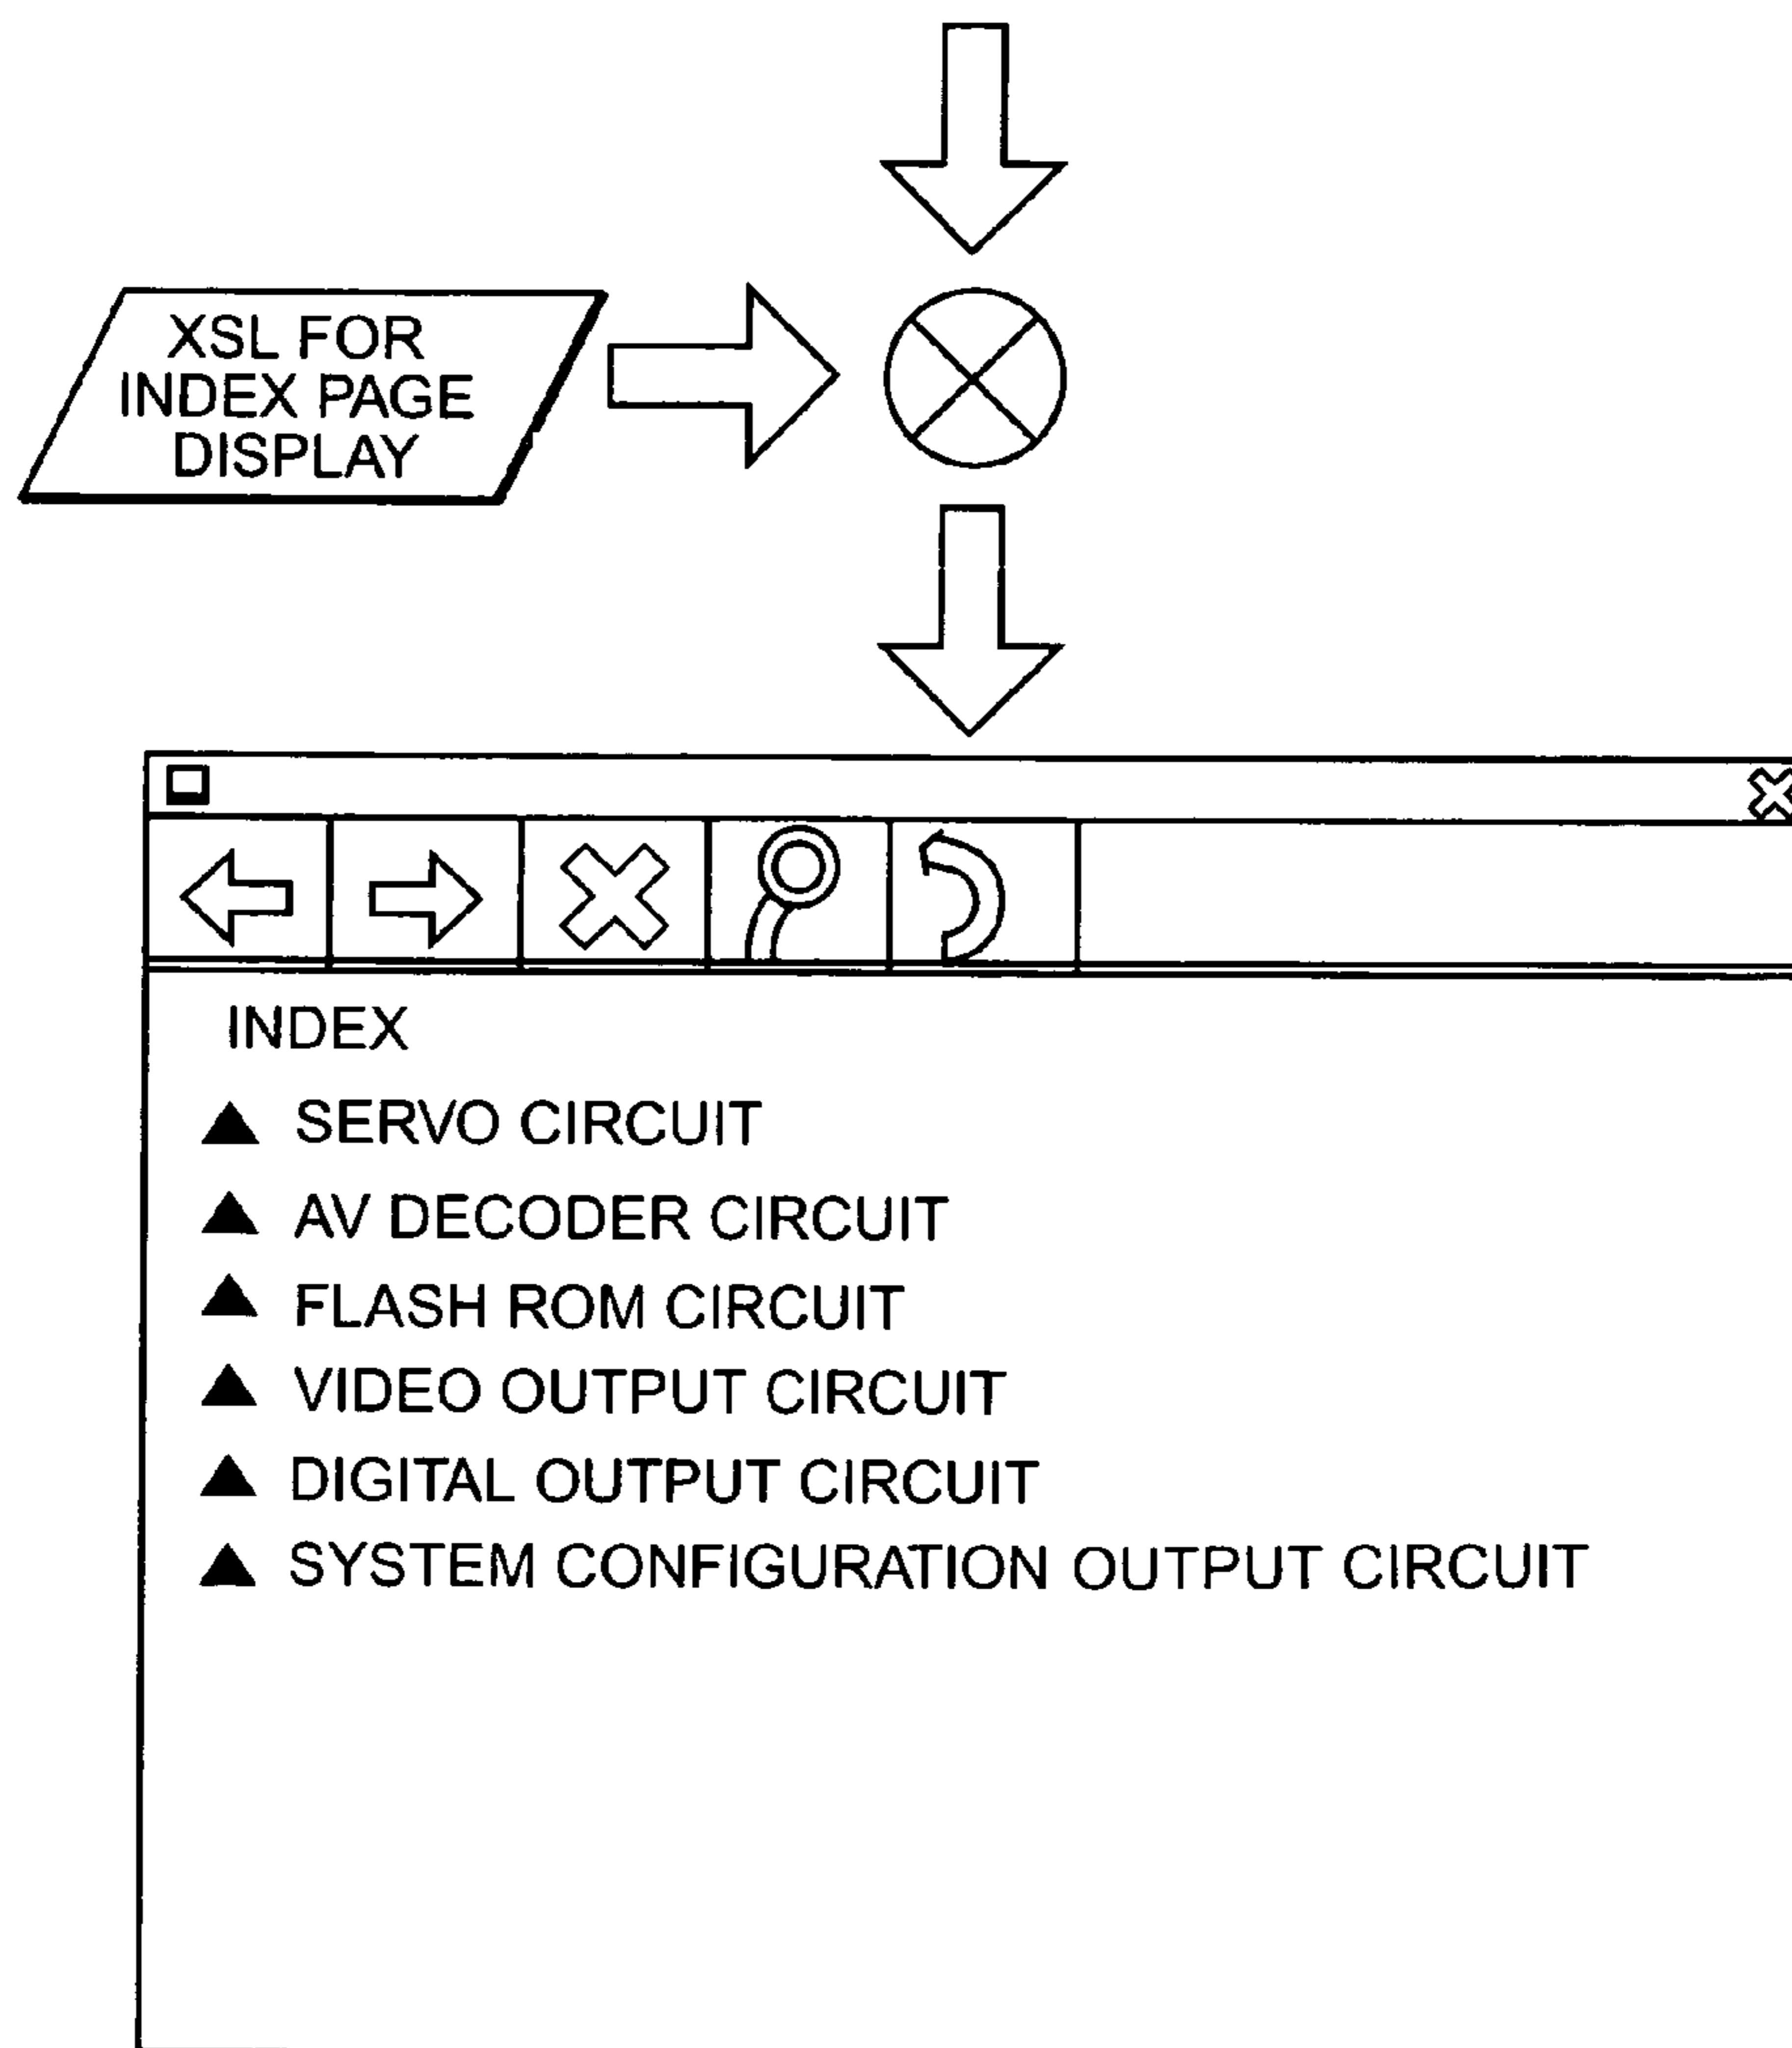 XSL FOR
INDEX PAGE
DISPLAY
INDEX
▲ SERVO CIRCUIT
▲ AV DECODER CIRCUIT
▲ FLASH ROM CIRCUIT
▲ VIDEO OUTPUT CIRCUIT
▲ DIGITAL OUTPUT CIRCUIT
▲ SYSTEM CONFIGURATION OUTPUT CIRCUIT